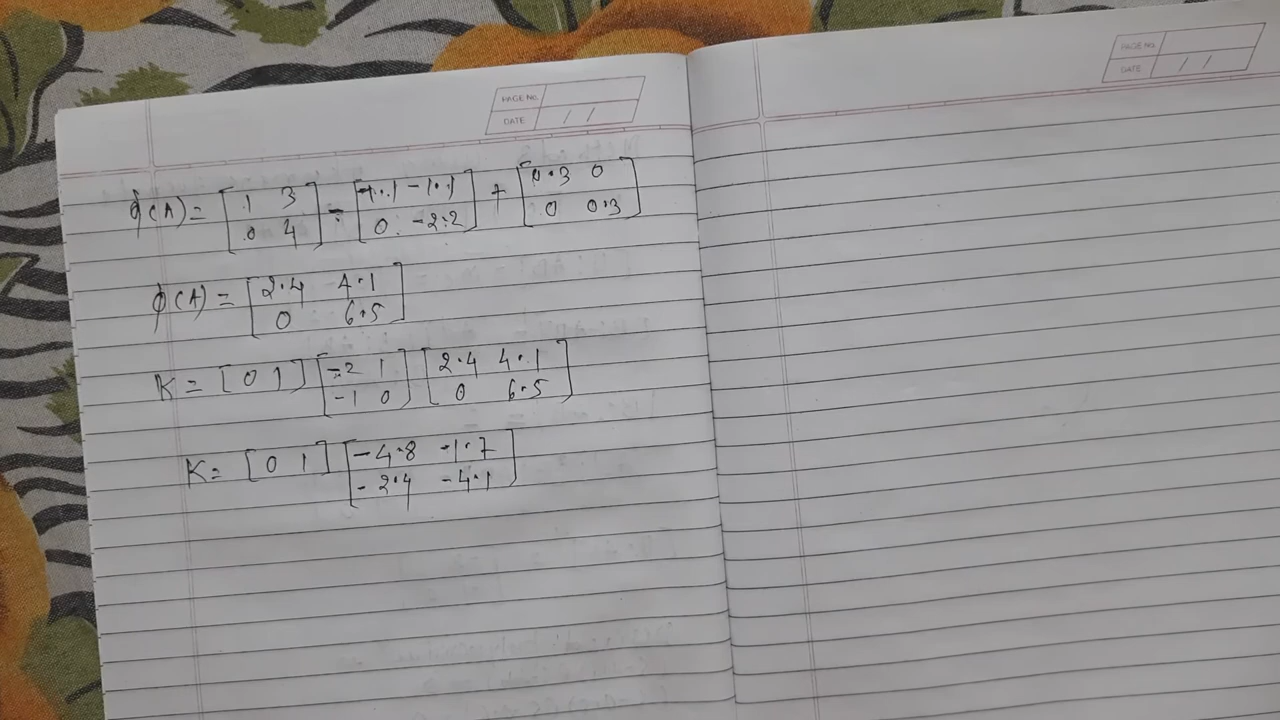 PAGE No.
DATE / /
PAGE No.
DATE / /
φ(A) = [1 3; 0 4] - [-1.1 -1.1; 0 -2.2] + [0.3 0; 0 0.3]
φ(A) = [2.4 4.1; 0 6.5]
K = [0 1] [-2 1; -1 0] [2.4 4.1; 0 6.5]
K = [0 1] [-4.8 -1.7; -2.4 -4.1]